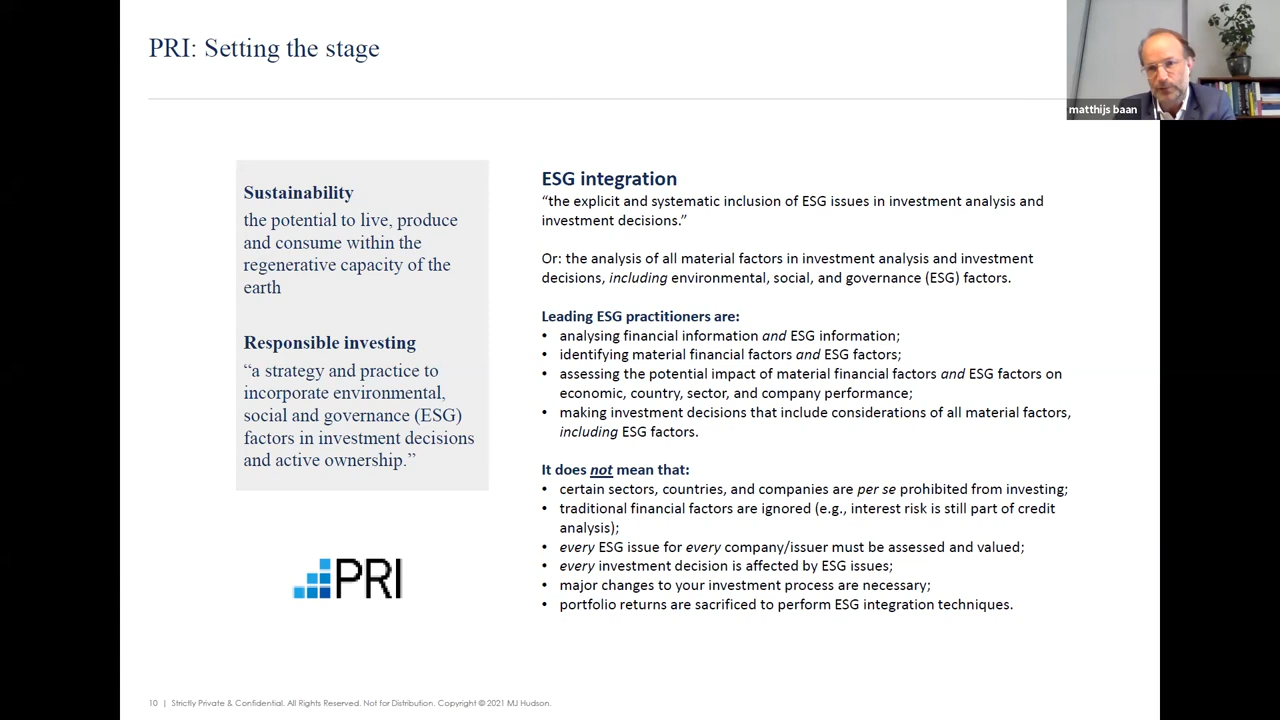 PRI: Setting the stage
matthijs baan
Sustainability
the potential to live, produce
and consume within the
regenerative capacity of the
earth
Responsible investing
“a strategy and practice to
incorporate environmental,
social and governance (ESG)
factors in investment decisions
and active ownership.”
PRI
ESG integration
“the explicit and systematic inclusion of ESG issues in investment analysis and
investment decisions.”
Or: the analysis of all material factors in investment analysis and investment
decisions, including environmental, social, and governance (ESG) factors.
Leading ESG practitioners are:
• analysing financial information and ESG information;
• identifying material financial factors and ESG factors;
• assessing the potential impact of material financial factors and ESG factors on
economic, country, sector, and company performance;
• making investment decisions that include considerations of all material factors,
including ESG factors.
It does not mean that:
• certain sectors, countries, and companies are per se prohibited from investing;
• traditional financial factors are ignored (e.g., interest risk is still part of credit
analysis);
• every ESG issue for every company/issuer must be assessed and valued;
• every investment decision is affected by ESG issues;
• major changes to your investment process are necessary;
• portfolio returns are sacrificed to perform ESG integration techniques.
10 | Strictly Private & Confidential. All Rights Reserved. Not for Distribution. Copyright © 2021 MJ Hudson.